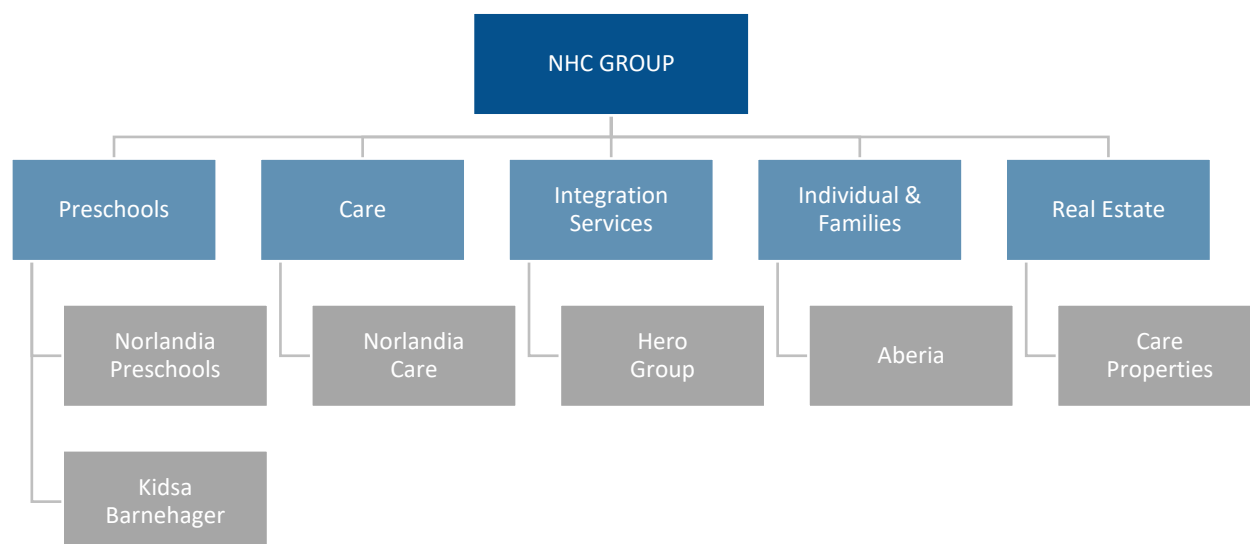 NHC GROUP
Preschools
Care
Integration
Services
Individual &
Families
Real Estate
Norlandia
Preschools
Norlandia
Care
Hero
Group
Aberia
Care
Properties
Kidsa
Barnehager